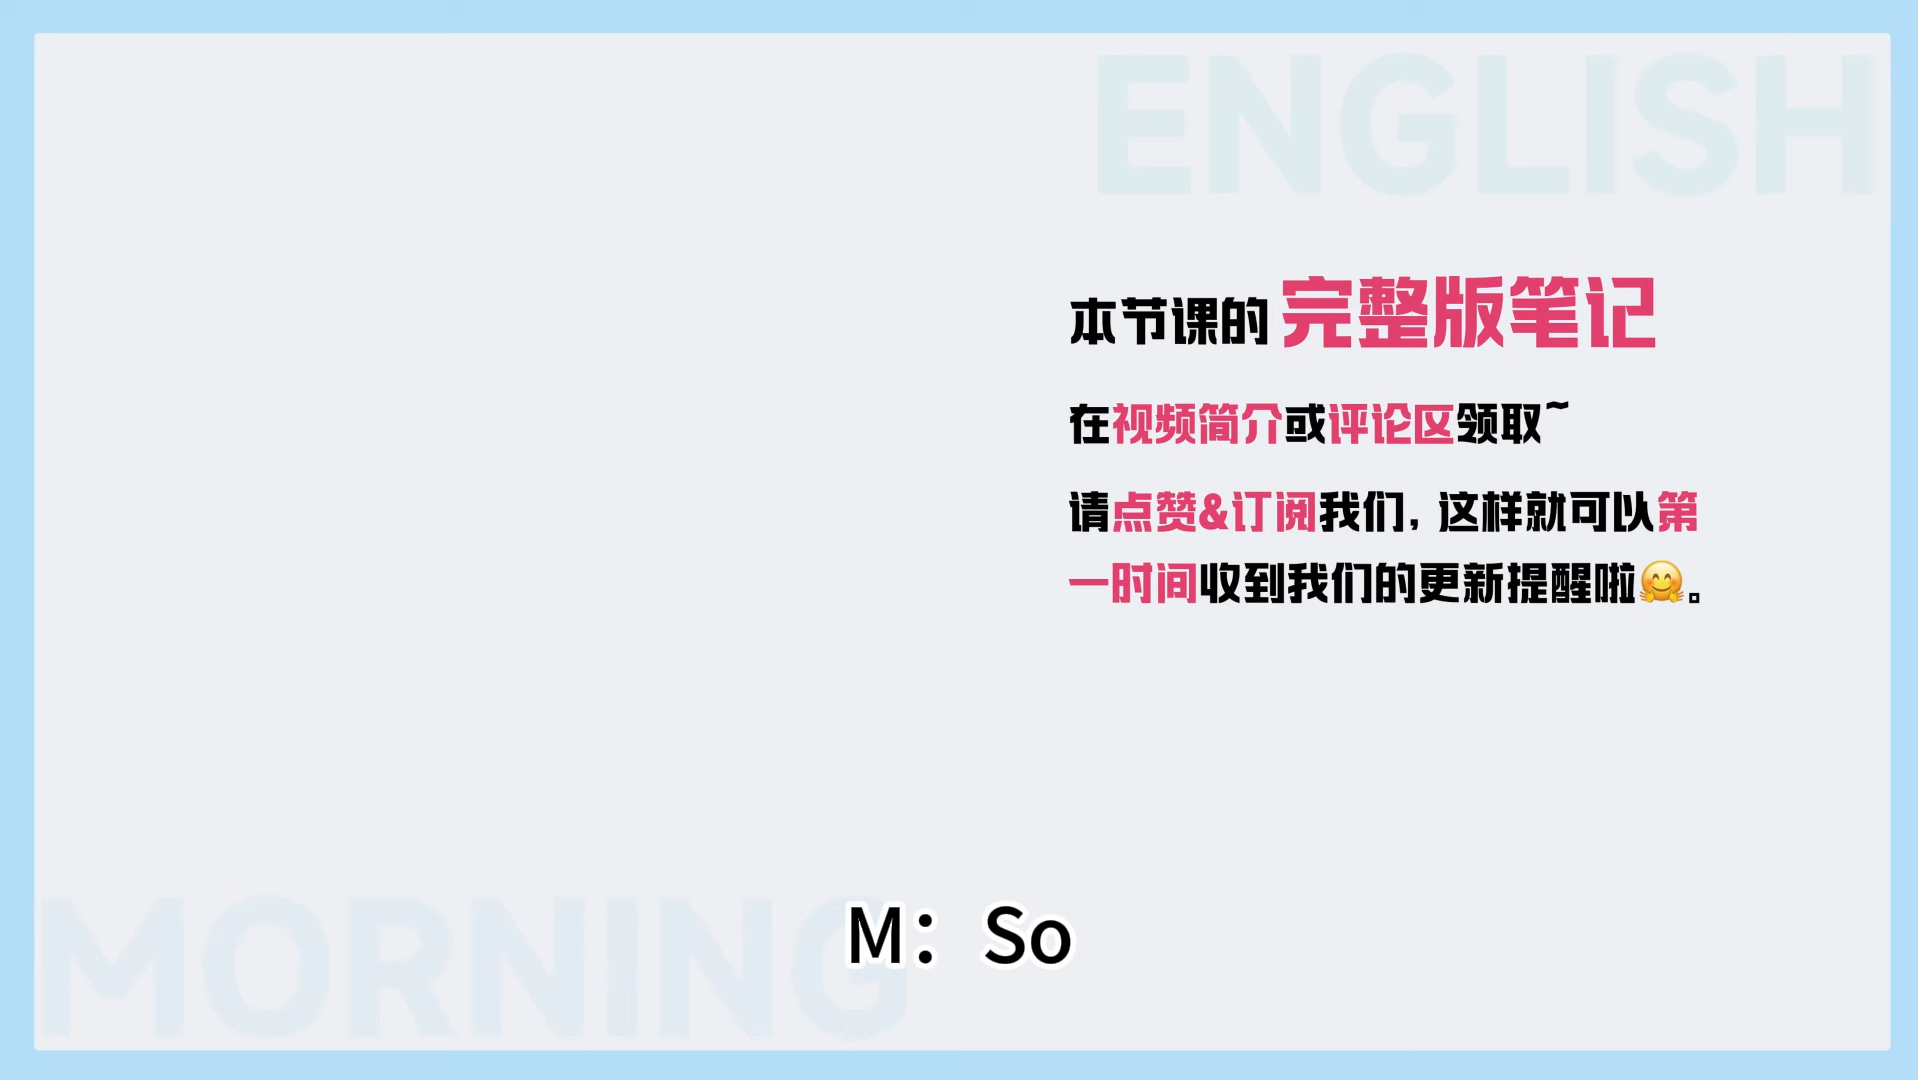 ENGLISH
本节课的 完整版笔记
在视频简介或评论区领取~
请点赞&订阅我们，这样就可以第
一时间收到我们的更新提醒啦🤗。
MORNING
M：So